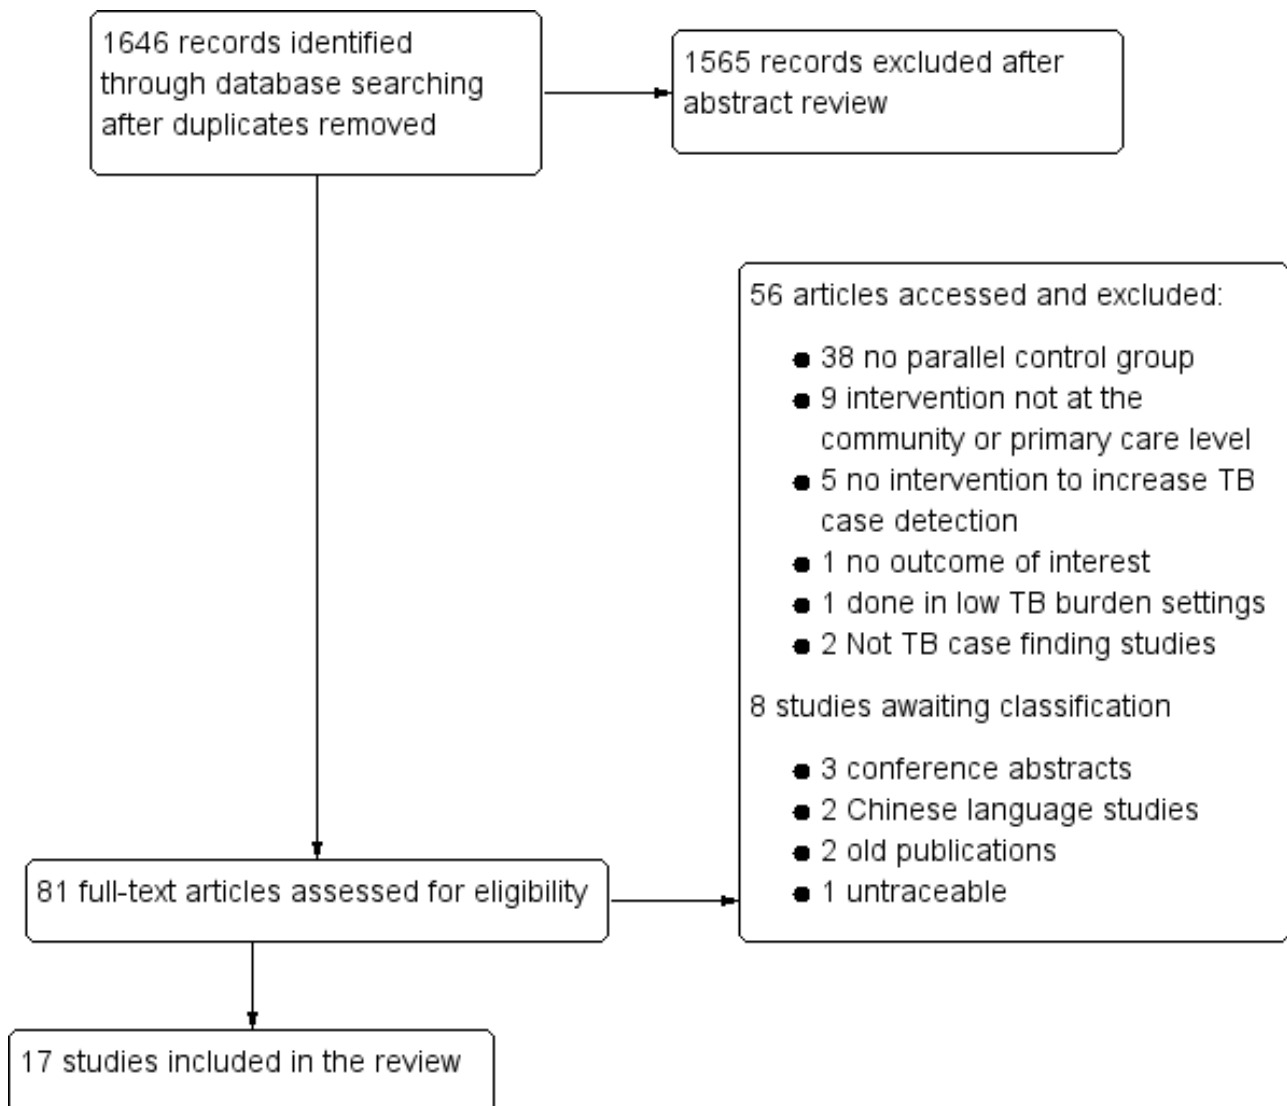 1646 records identified
through database searching
after duplicates removed
1565 records excluded after
abstract review
56 articles accessed and excluded:
● 38 no parallel control group
● 9 intervention not at the
community or primary care level
● 5 no intervention to increase TB
case detection
● 1 no outcome of interest
● 1 done in low TB burden settings
● 2 Not TB case finding studies
8 studies awaiting classification
● 3 conference abstracts
● 2 Chinese language studies
● 2 old publications
● 1 untraceable
81 full-text articles assessed for eligibility
17 studies included in the review